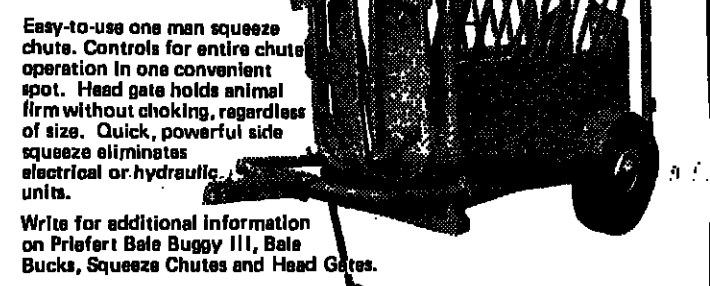 Easy-to-use one man squeeze
chute. Controls for entire chute
operation in one convenient
spot. Head gate holds animal
firm without choking, regardless
of size. Quick, powerful side
squeeze eliminates
electrical or hydraulic
units.
Write for additional information
on Priefert Bale Buggy III, Bale
Bucks, Squeeze Chutes and Head Gates.